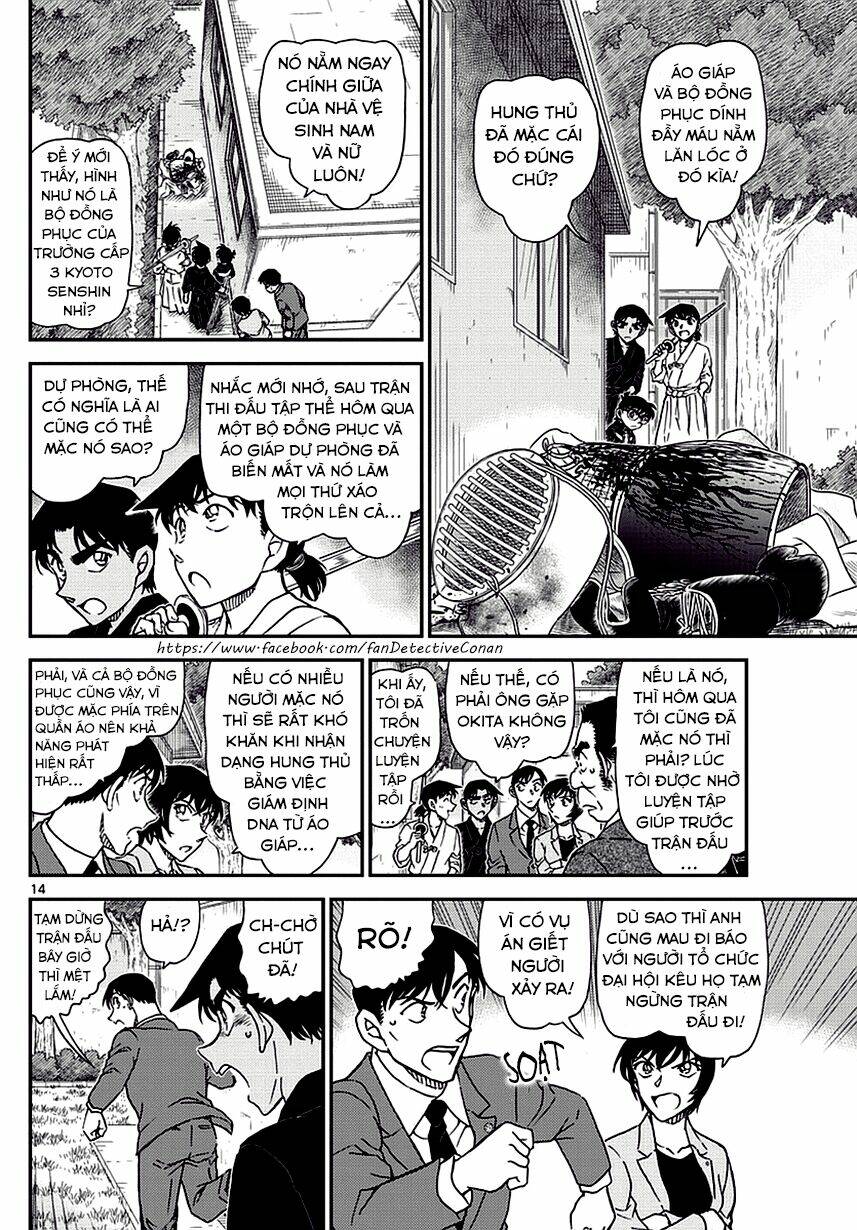 ÁO GIÁP
VÀ BỘ ĐỒNG
PHỤC DÍNH
ĐẦY MÁU NẰM
LĂN LÓC Ở
ĐÓ KÌA!
HUNG THỦ
ĐÃ MẶC CÁI
ĐÓ ĐÚNG
CHỨ?
NÓ NẰM NGAY
CHÍNH GIỮA
CỦA NHÀ VỆ
SINH NAM
VÀ NỮ
LUÔN!
ĐỂ Ý MỚI
THẤY, HÌNH
NHƯ NÓ LÀ
BỘ ĐỒNG
PHỤC CỦA
TRƯỜNG CẤP
3 KYOTO
SENSHIN
NHỈ?
NHẮC MỚI NHỚ, SAU TRẬN
THI ĐẤU TẬP THỂ HÔM QUA
MỘT BỘ ĐỒNG PHỤC VÀ
ÁO GIÁP DỰ PHÒNG ĐÃ
BIẾN MẤT VÀ NÓ LÀM
MỌI THỨ XÁO
TRỘN LÊN CẢ...
DỰ PHÒNG, THẾ
CÓ NGHĨA LÀ AI
CŨNG CÓ THỂ
MẶC NÓ SAO?
https://www.facebook.com/fanDetectiveConan
NẾU LÀ NÓ,
THÌ HÔM QUA
TÔI CŨNG ĐÃ
MẶC NÓ THÌ
PHẢI? LÚC
TÔI ĐƯỢC NHỜ
LUYỆN TẬP
GIÚP TRƯỚC
TRẬN ĐẤU
...
NẾU THẾ, CÓ
PHẢI ÔNG GẶP
OKITA KHÔNG
VẬY?
KHI ẤY,
TÔI ĐÃ
TRỐN
CHUYỆN
LUYỆN
TẬP
RỒI
...
NẾU CÓ NHIỀU
NGƯỜI MẶC NÓ
THÌ SẼ RẤT KHÓ
KHĂN KHI NHẬN
DẠNG HUNG THỦ
BẰNG VIỆC
GIÁM ĐỊNH
DNA TỪ ÁO
GIÁP...
PHẢI, VÀ CẢ BỘ ĐỒNG
PHỤC CŨNG VẬY, VÌ
ĐƯỢC MẶC PHÍA TRÊN
QUẦN ÁO NÊN KHẢ
NĂNG PHÁT
HIỆN RẤT
THẤP...
14
DÙ SAO THÌ ANH
CŨNG MAU ĐI BÁO
VỚI NGƯỜI TỔ CHỨC
ĐẠI HỘI KÊU HỌ TẠM
NGỪNG TRẬN
ĐẤU ĐI!
VÌ CÓ VỤ
ÁN GIẾT
NGƯỜI
XẢY RA!
RÕ!
SOẠT
CH-CHỜ
CHÚT
ĐÃ!
HẢ!?
TẠM DỪNG
TRẬN ĐẤU
BÂY GIỜ
THÌ MỆT
LẮM!